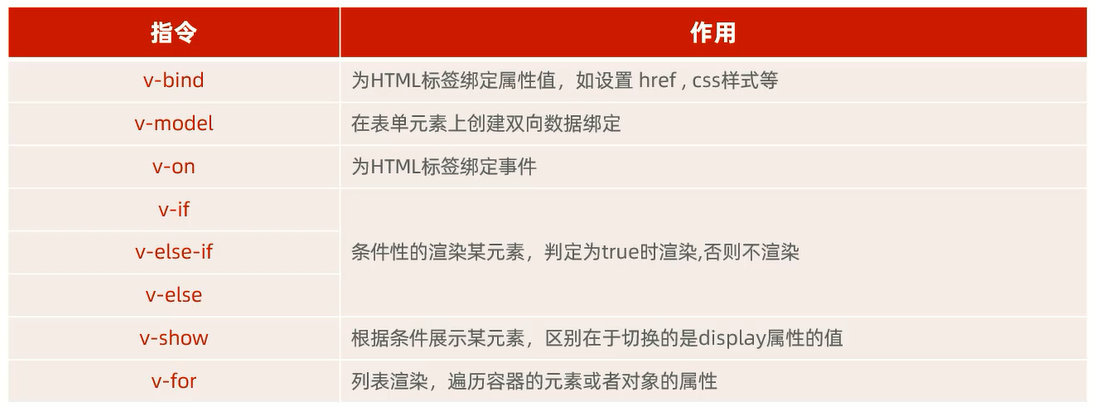 指令 作用
v-bind 为HTML标签绑定属性值，如设置 href , css样式等
v-model 在表单元素上创建双向数据绑定
v-on 为HTML标签绑定事件
v-if
v-else-if 条件性的渲染某元素，判定为true时渲染,否则不渲染
v-else
v-show 根据条件展示某元素，区别在于切换的是display属性的值
v-for 列表渲染，遍历容器的元素或者对象的属性